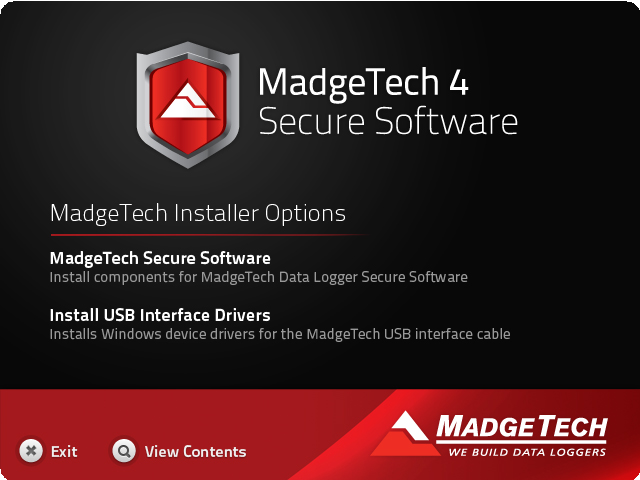 MadgeTech 4
Secure Software
MadgeTech Installer Options
MadgeTech Secure Software
Install components for MadgeTech Data Logger Secure Software
Install USB Interface Drivers
Installs Windows device drivers for the MadgeTech USB interface cable
Exit
View Contents
MADGETECH
WE BUILD DATA LOGGERS